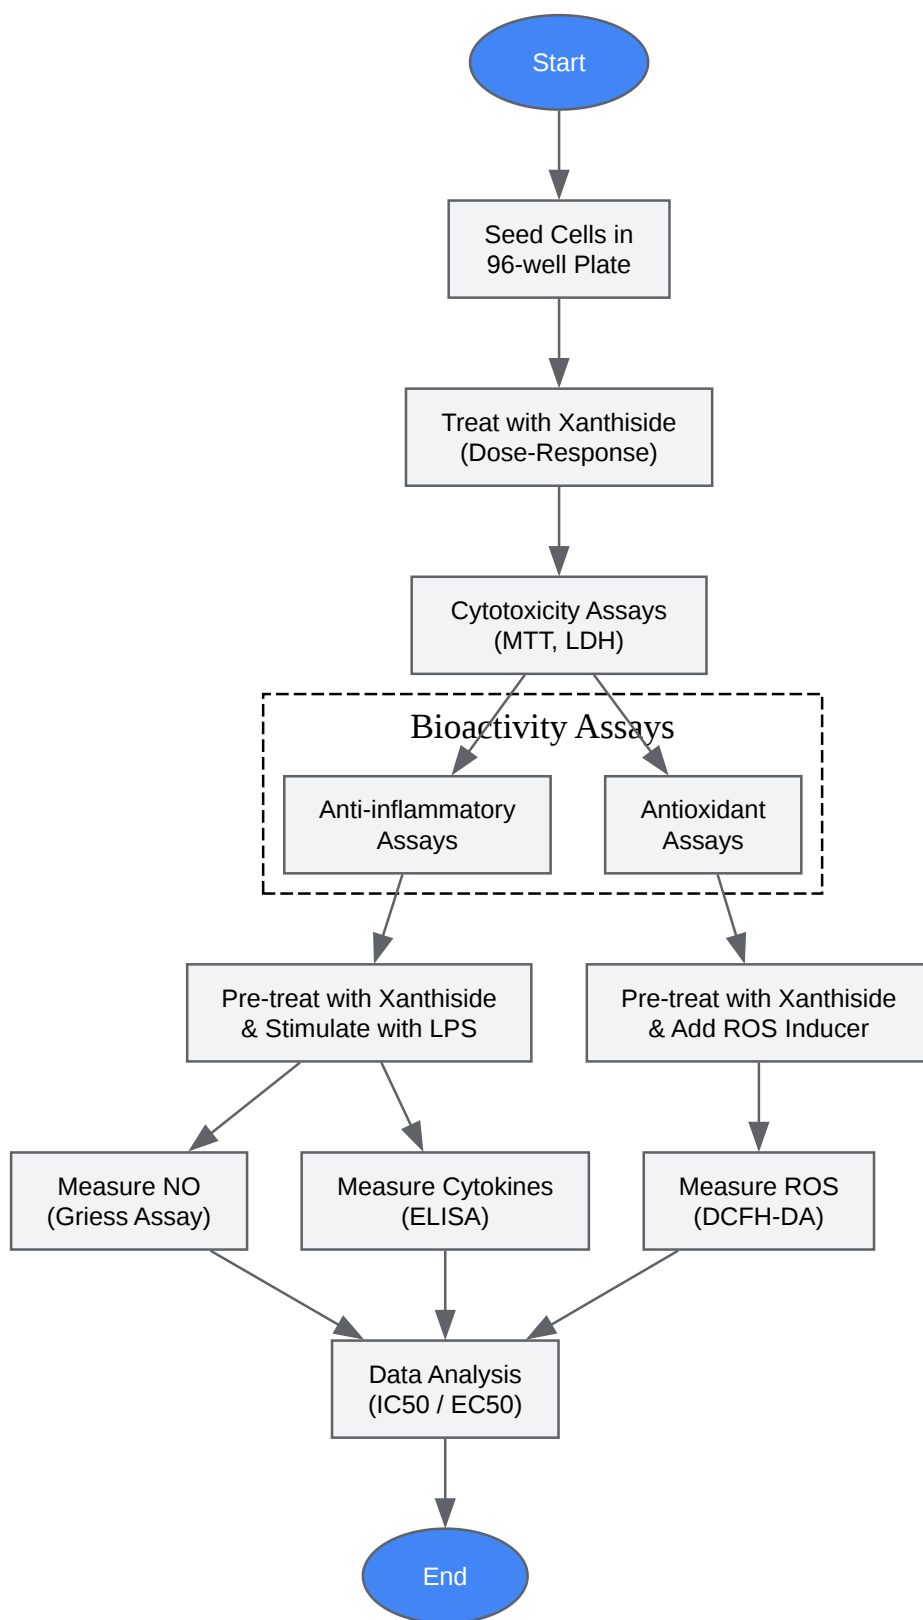 Start
Seed Cells in
96-well Plate
Treat with Xanthiside
(Dose-Response)
Cytotoxicity Assays
(MTT, LDH)
Bioactivity Assays
Anti-inflammatory
Assays
Antioxidant
Assays
Pre-treat with Xanthiside
& Stimulate with LPS
Pre-treat with Xanthiside
& Add ROS Inducer
Measure NO
(Griess Assay)
Measure Cytokines
(ELISA)
Measure ROS
(DCFH-DA)
Data Analysis
(IC50 / EC50)
End